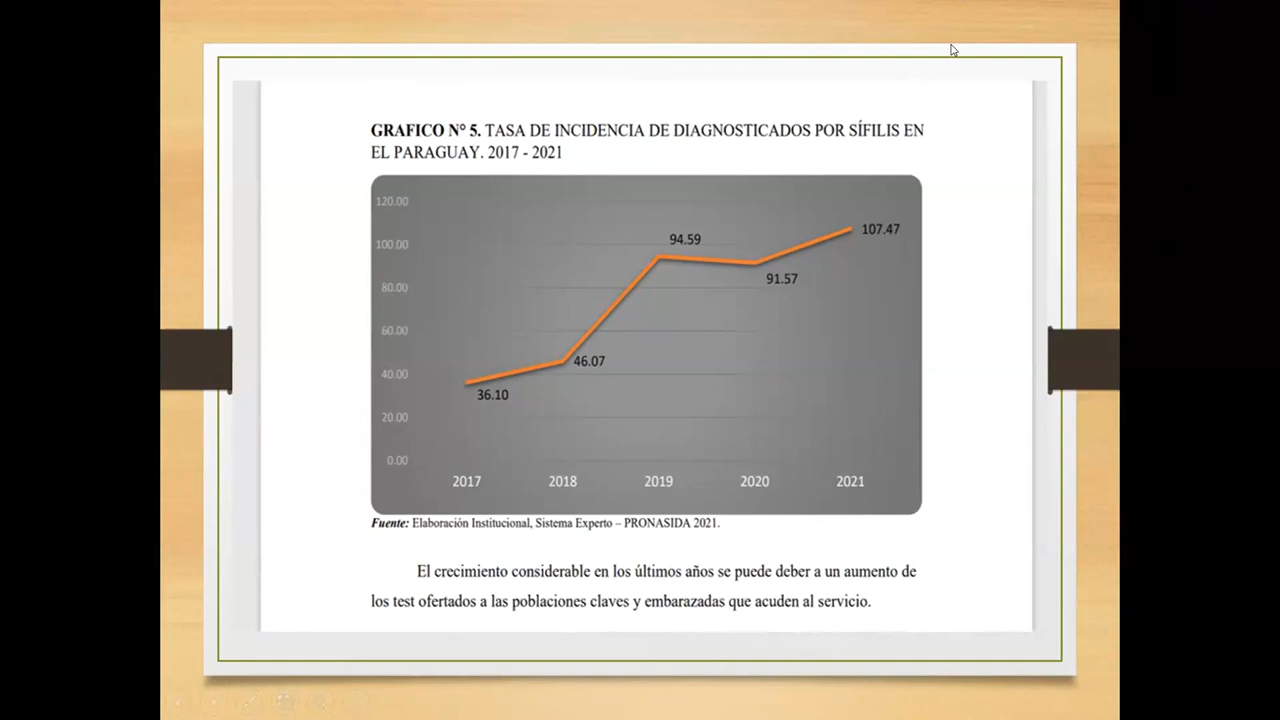 GRAFICO N° 5. TASA DE INCIDENCIA DE DIAGNOSTICADOS POR SÍFILIS EN
EL PARAGUAY. 2017 - 2021
120.00
100.00
80.00
60.00
40.00
20.00
0.00
36.10
46.07
94.59
91.57
107.47
2017 2018 2019 2020 2021
Fuente: Elaboración Institucional, Sistema Experto – PRONASIDA 2021.
El crecimiento considerable en los últimos años se puede deber a un aumento de
los test ofertados a las poblaciones claves y embarazadas que acuden al servicio.